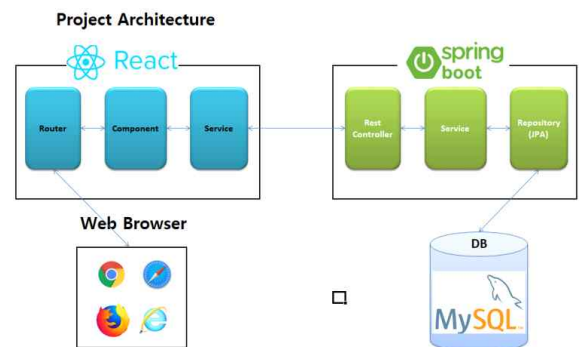 Project Architecture
React
spring
boot
Router
Component
Service
Rest
Controller
Service
Repository
(JPA)
Web Browser
DB
MySQL